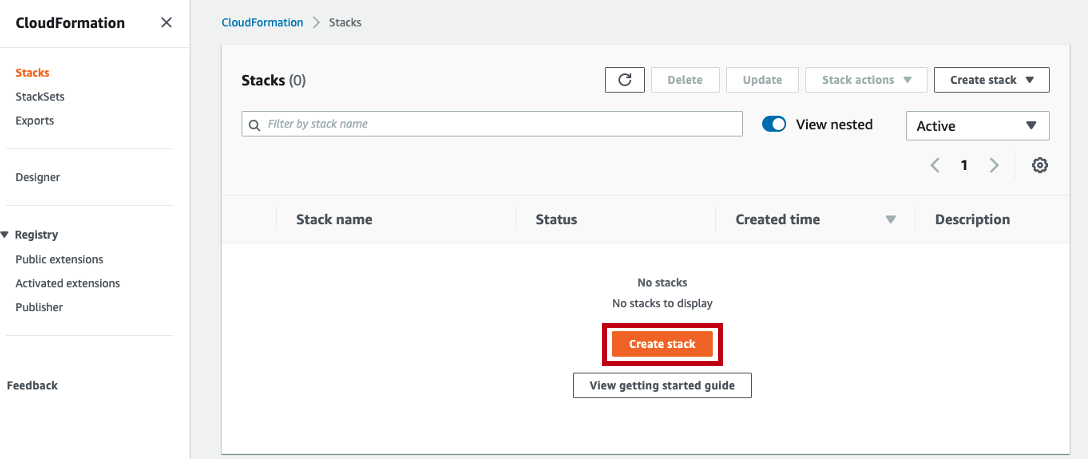 CloudFormation
Stacks
StackSets
Exports
Designer
Registry
Public extensions
Activated extensions
Publisher
Feedback
CloudFormation > Stacks
Stacks (0) Delete Update Stack actions Create stack
Filter by stack name View nested Active
1
Stack name Status Created time Description
No stacks
No stacks to display
Create stack
View getting started guide